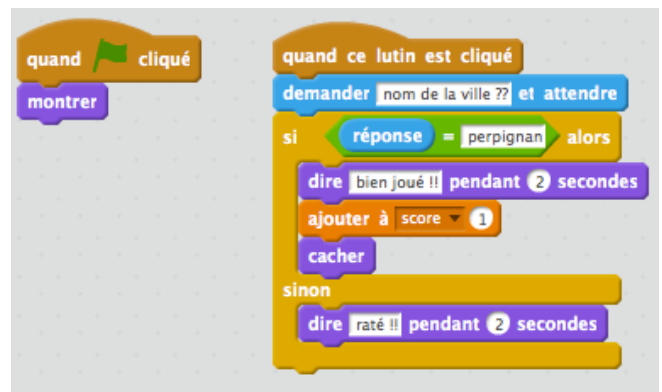 quand cliqué
montrer
quand ce lutin est cliqué
demander nom de la ville ?? et attendre
si réponse = perpignan alors
dire bien joué !! pendant 2 secondes
ajouter à score 1
cacher
sinon
dire raté !! pendant 2 secondes